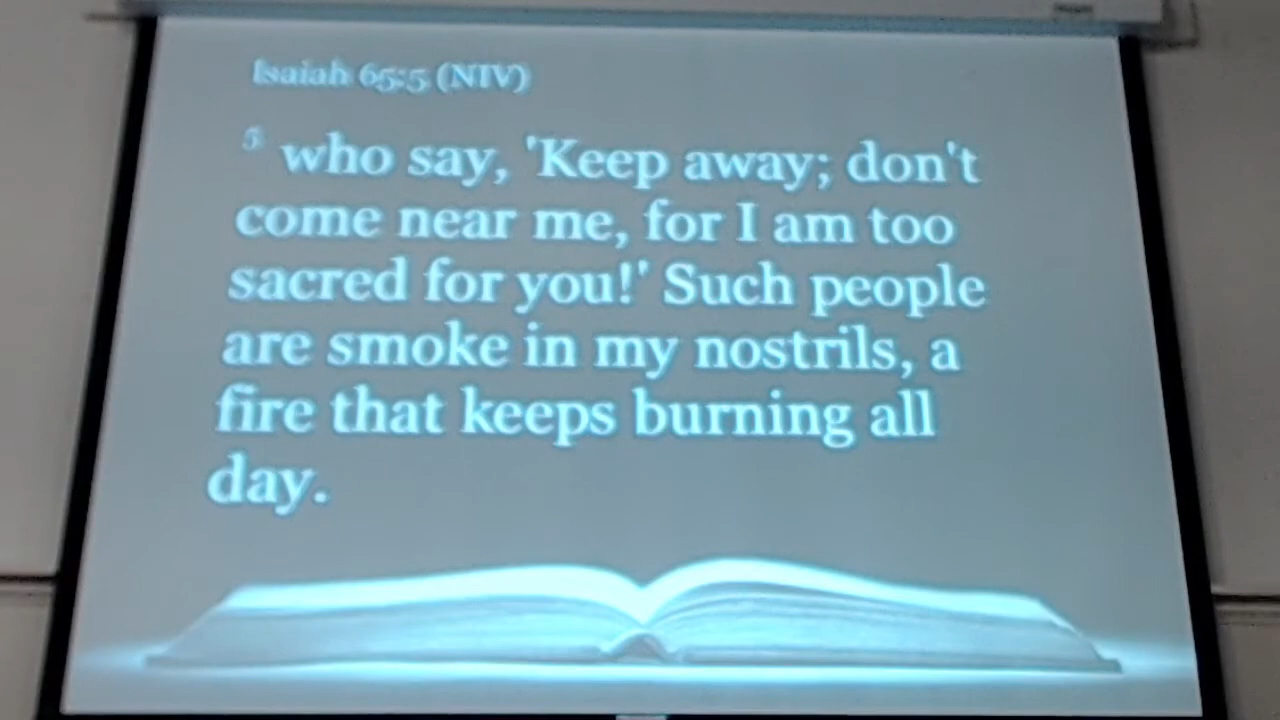 Isaiah 65:5 (NIV)
5 who say, 'Keep away; don't
come near me, for I am too
sacred for you!' Such people
are smoke in my nostrils, a
fire that keeps burning all
day.